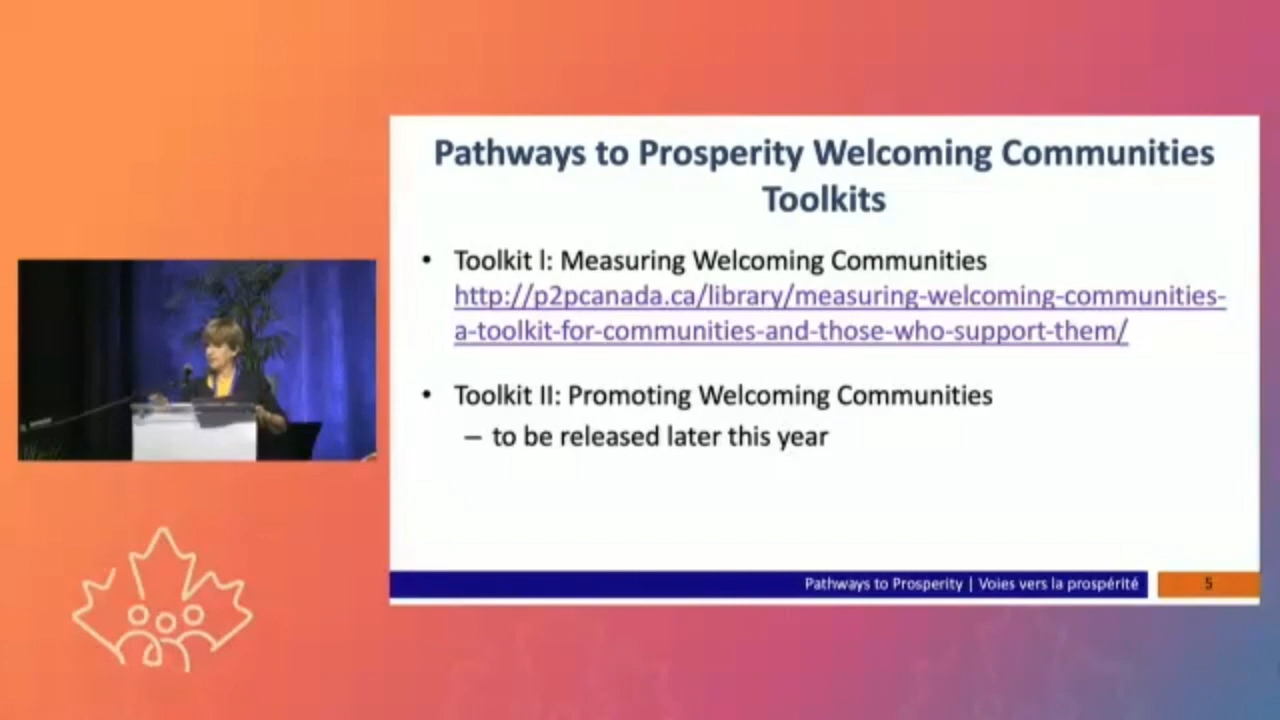 Pathways to Prosperity Welcoming Communities
Toolkits
• Toolkit l: Measuring Welcoming Communities
http://p2pcanada.ca/library/measuring-welcoming-communities-
a-toolkit-for-communities-and-those-who-support-them/
• Toolkit II: Promoting Welcoming Communities
– to be released later this year
Pathways to Prosperity | Voies vers la prospérité
5